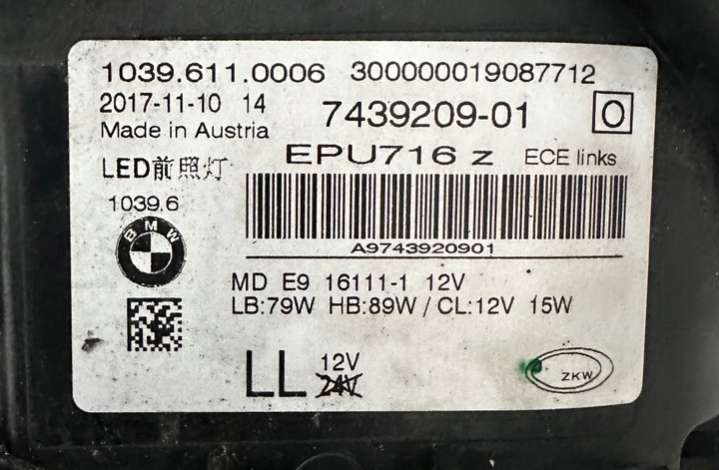 1039.611.0006 300000019087712
2017-11-10 14 7439209-01 O
Made in Austria
EPU716 z ECE links
LED前照灯
1039.6
BMW
A9743920901
MD E9 16111-1 12V
LB:79W HB:89W / CL:12V 15W
LL 12V
24V
ZKW